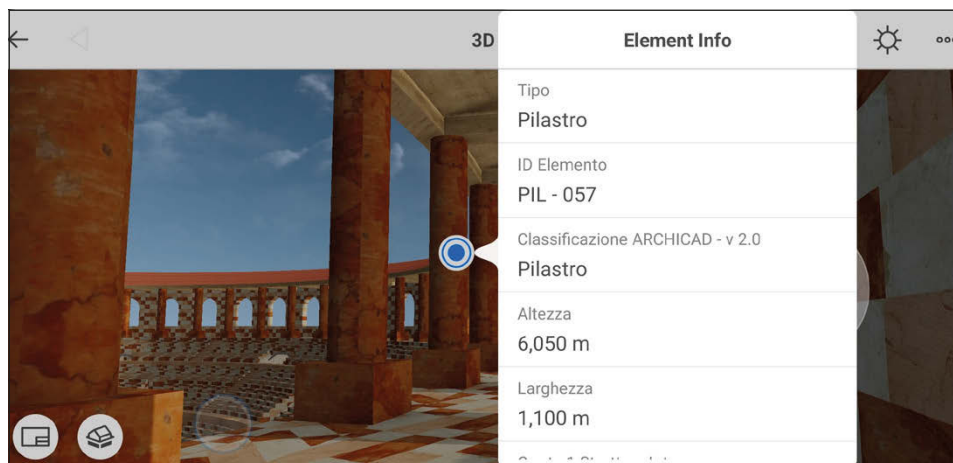 3D
Element Info
Tipo
Pilastro
ID Elemento
PIL - 057
Classificazione ARCHICAD - v 2.0
Pilastro
Altezza
6,050 m
Larghezza
1,100 m